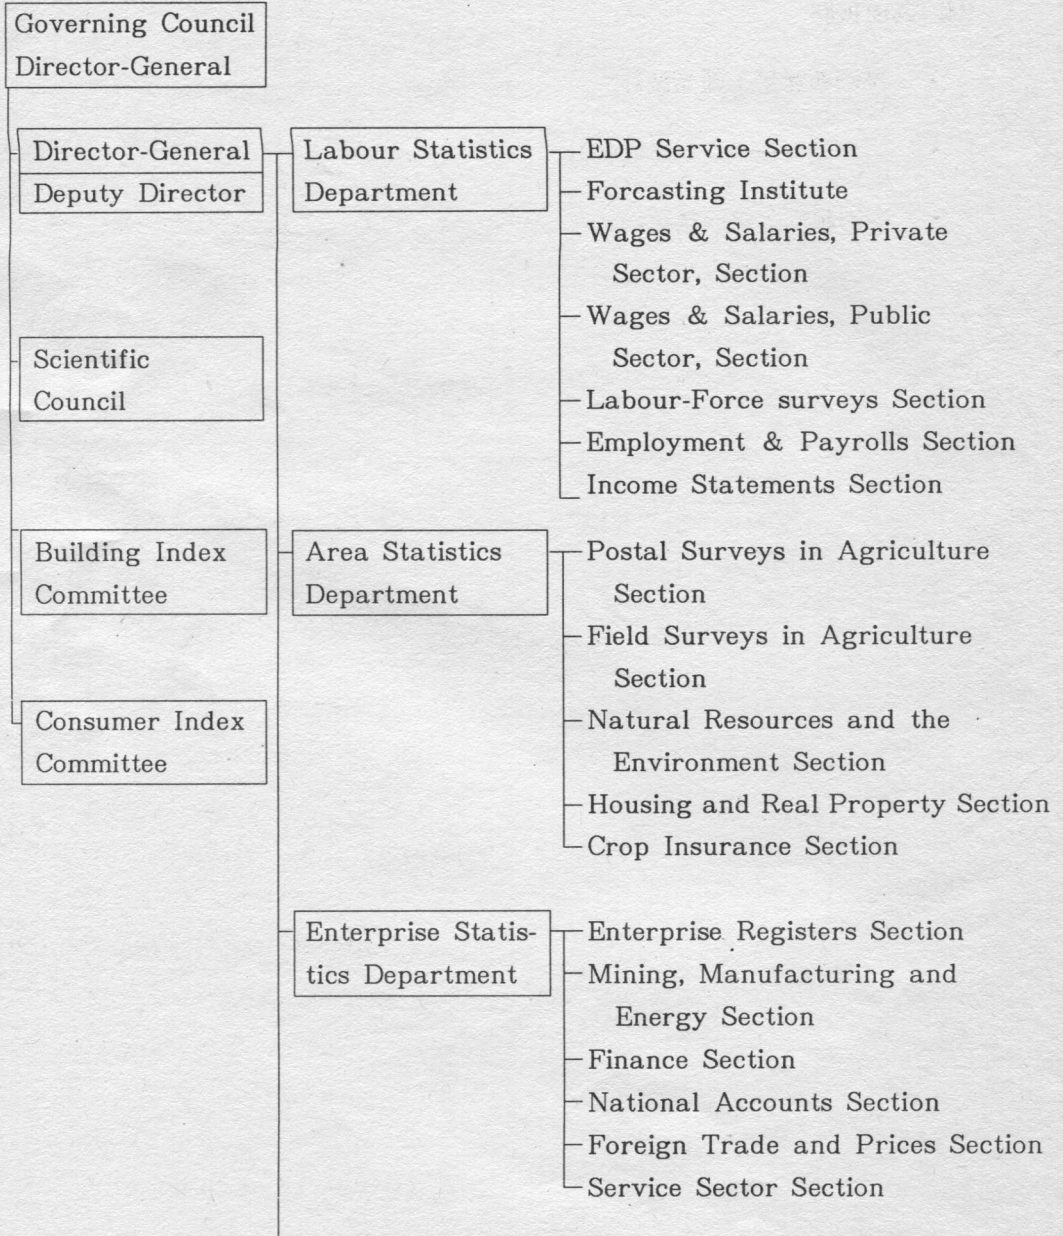 Governing Council
Director-General
Director-General
Deputy Director
Scientific
Council
Building Index
Committee
Consumer Index
Committee
Labour Statistics
Department
EDP Service Section
Forcasting Institute
Wages & Salaries, Private
Sector, Section
Wages & Salaries, Public
Sector, Section
Labour-Force surveys Section
Employment & Payrolls Section
Income Statements Section
Area Statistics
Department
Postal Surveys in Agriculture
Section
Field Surveys in Agriculture
Section
Natural Resources and the
Environment Section
Housing and Real Property Section
Crop Insurance Section
Enterprise Statis-
tics Department
Enterprise Registers Section
Mining, Manufacturing and
Energy Section
Finance Section
National Accounts Section
Foreign Trade and Prices Section
Service Sector Section